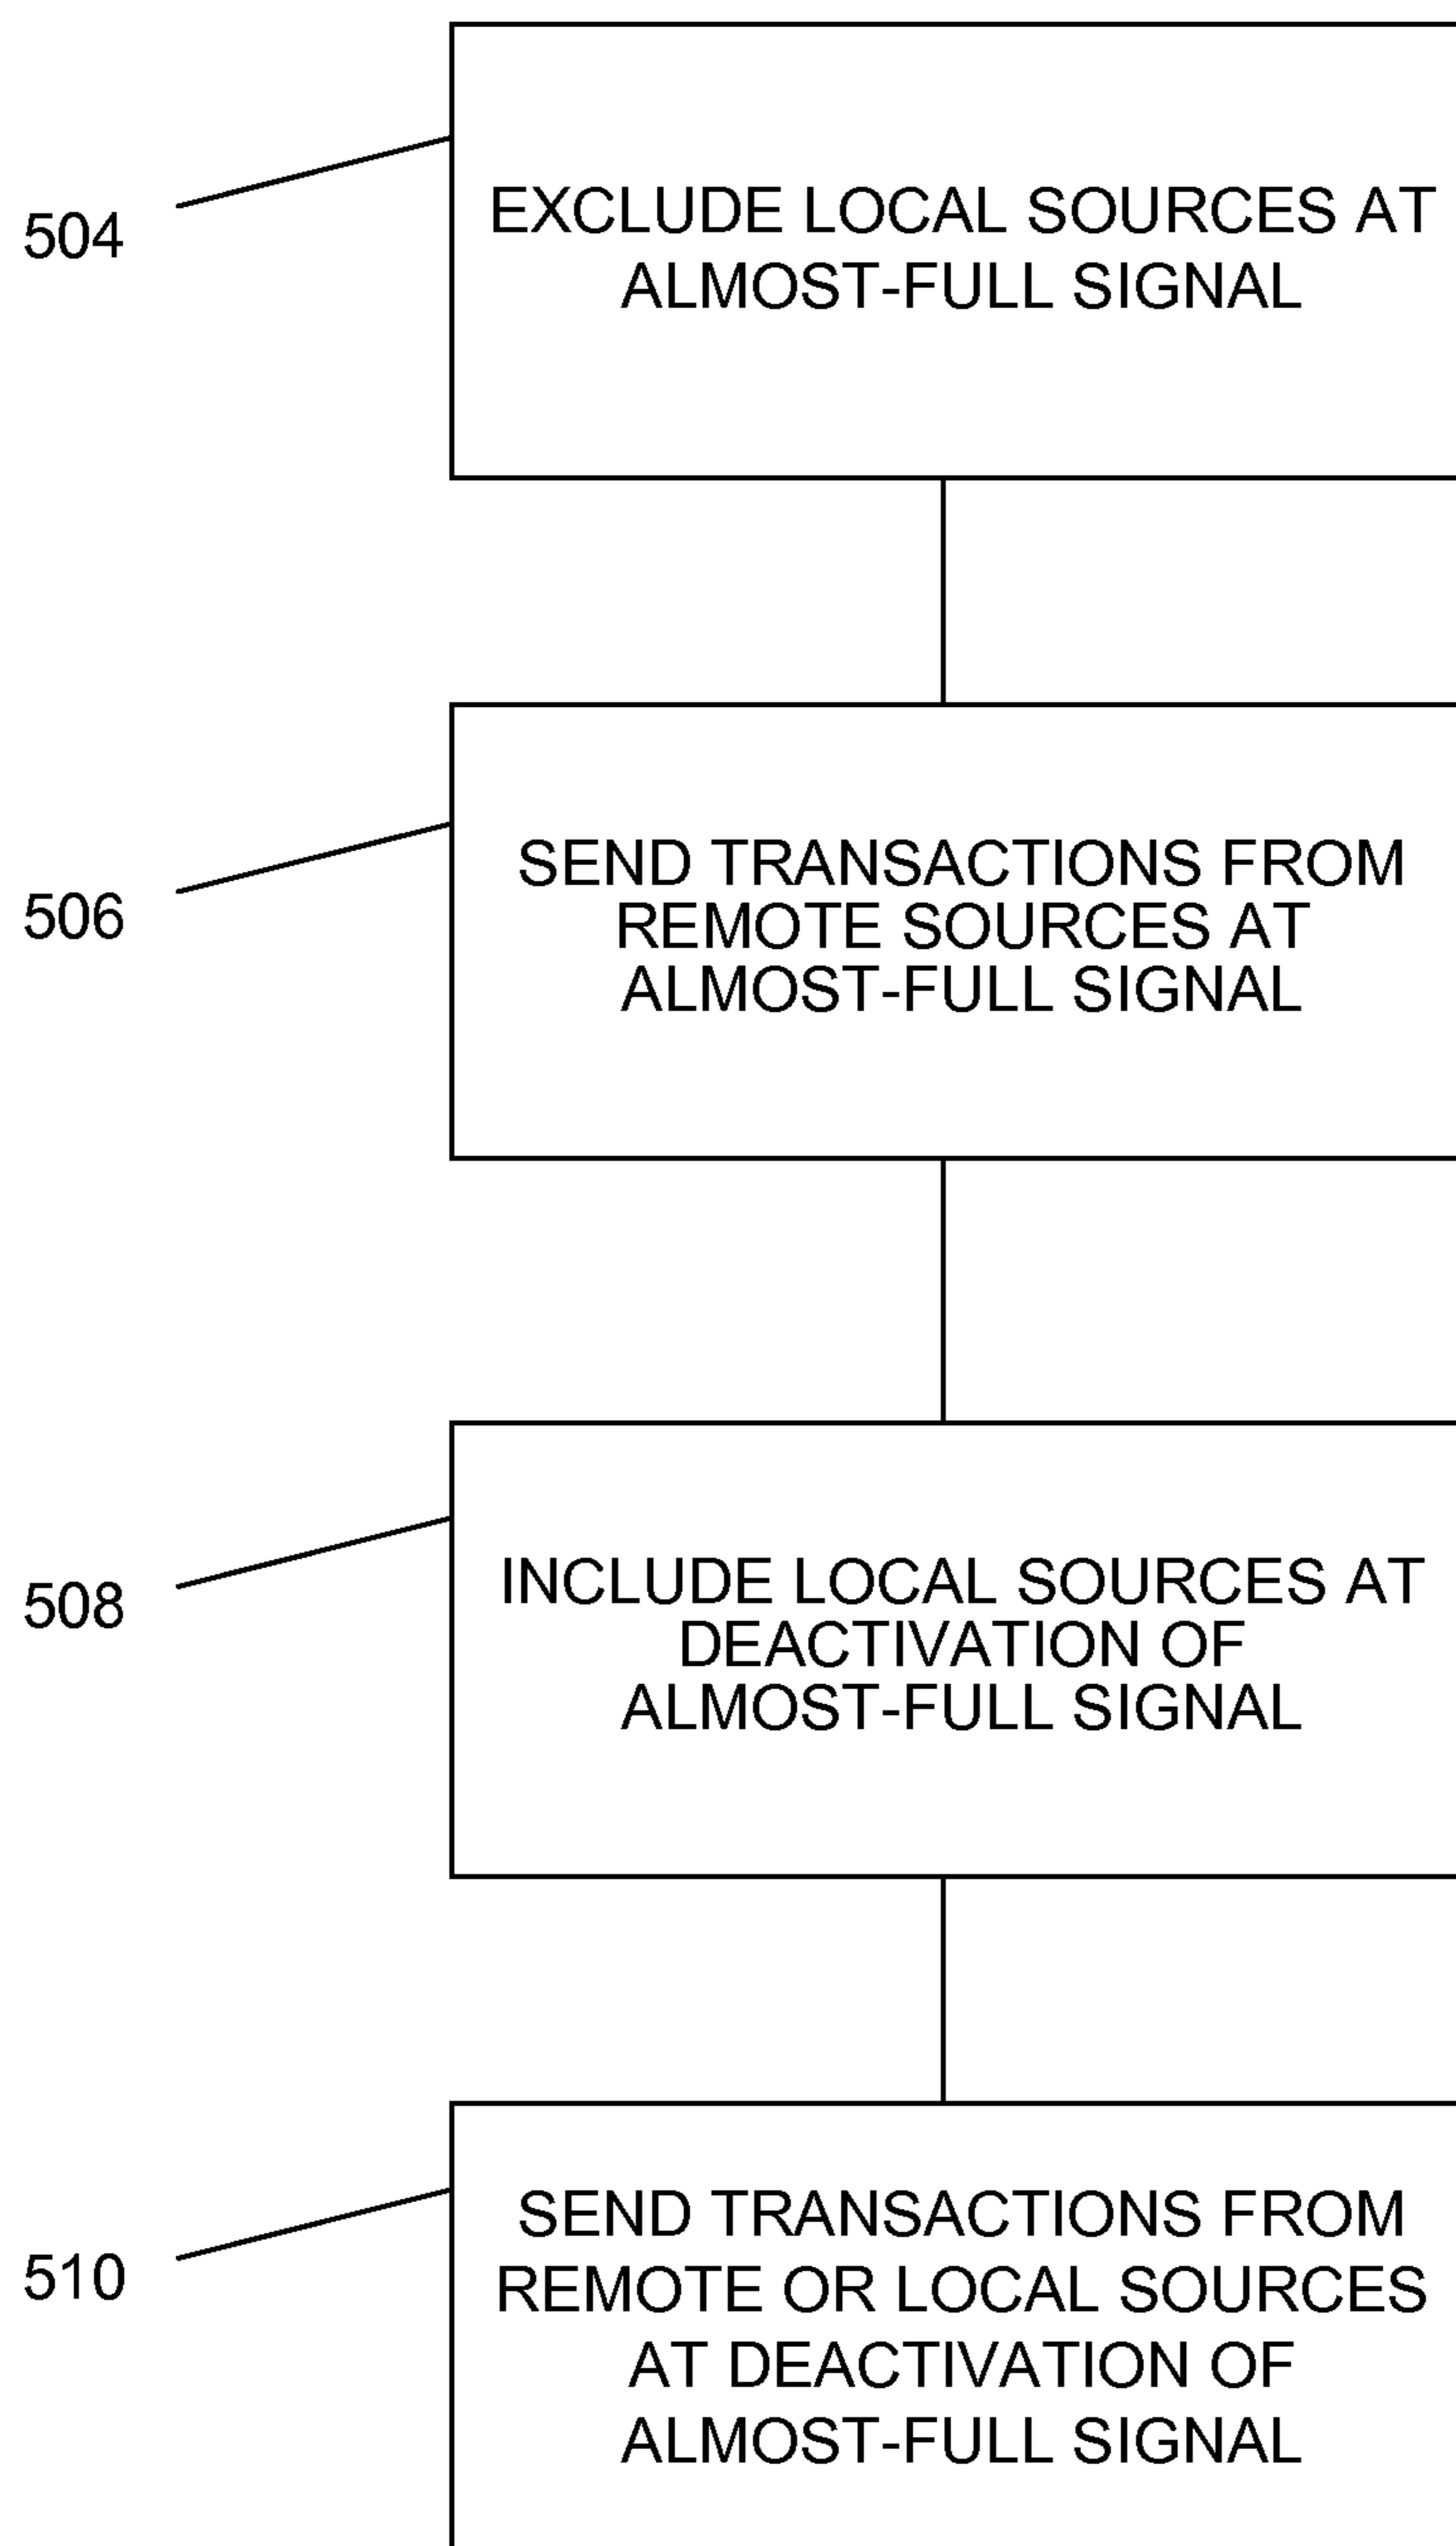 504
EXCLUDE LOCAL SOURCES AT
ALMOST-FULL SIGNAL
506
SEND TRANSACTIONS FROM
REMOTE SOURCES AT
ALMOST-FULL SIGNAL
508
INCLUDE LOCAL SOURCES AT
DEACTIVATION OF
ALMOST-FULL SIGNAL
510
SEND TRANSACTIONS FROM
REMOTE OR LOCAL SOURCES
AT DEACTIVATION OF
ALMOST-FULL SIGNAL